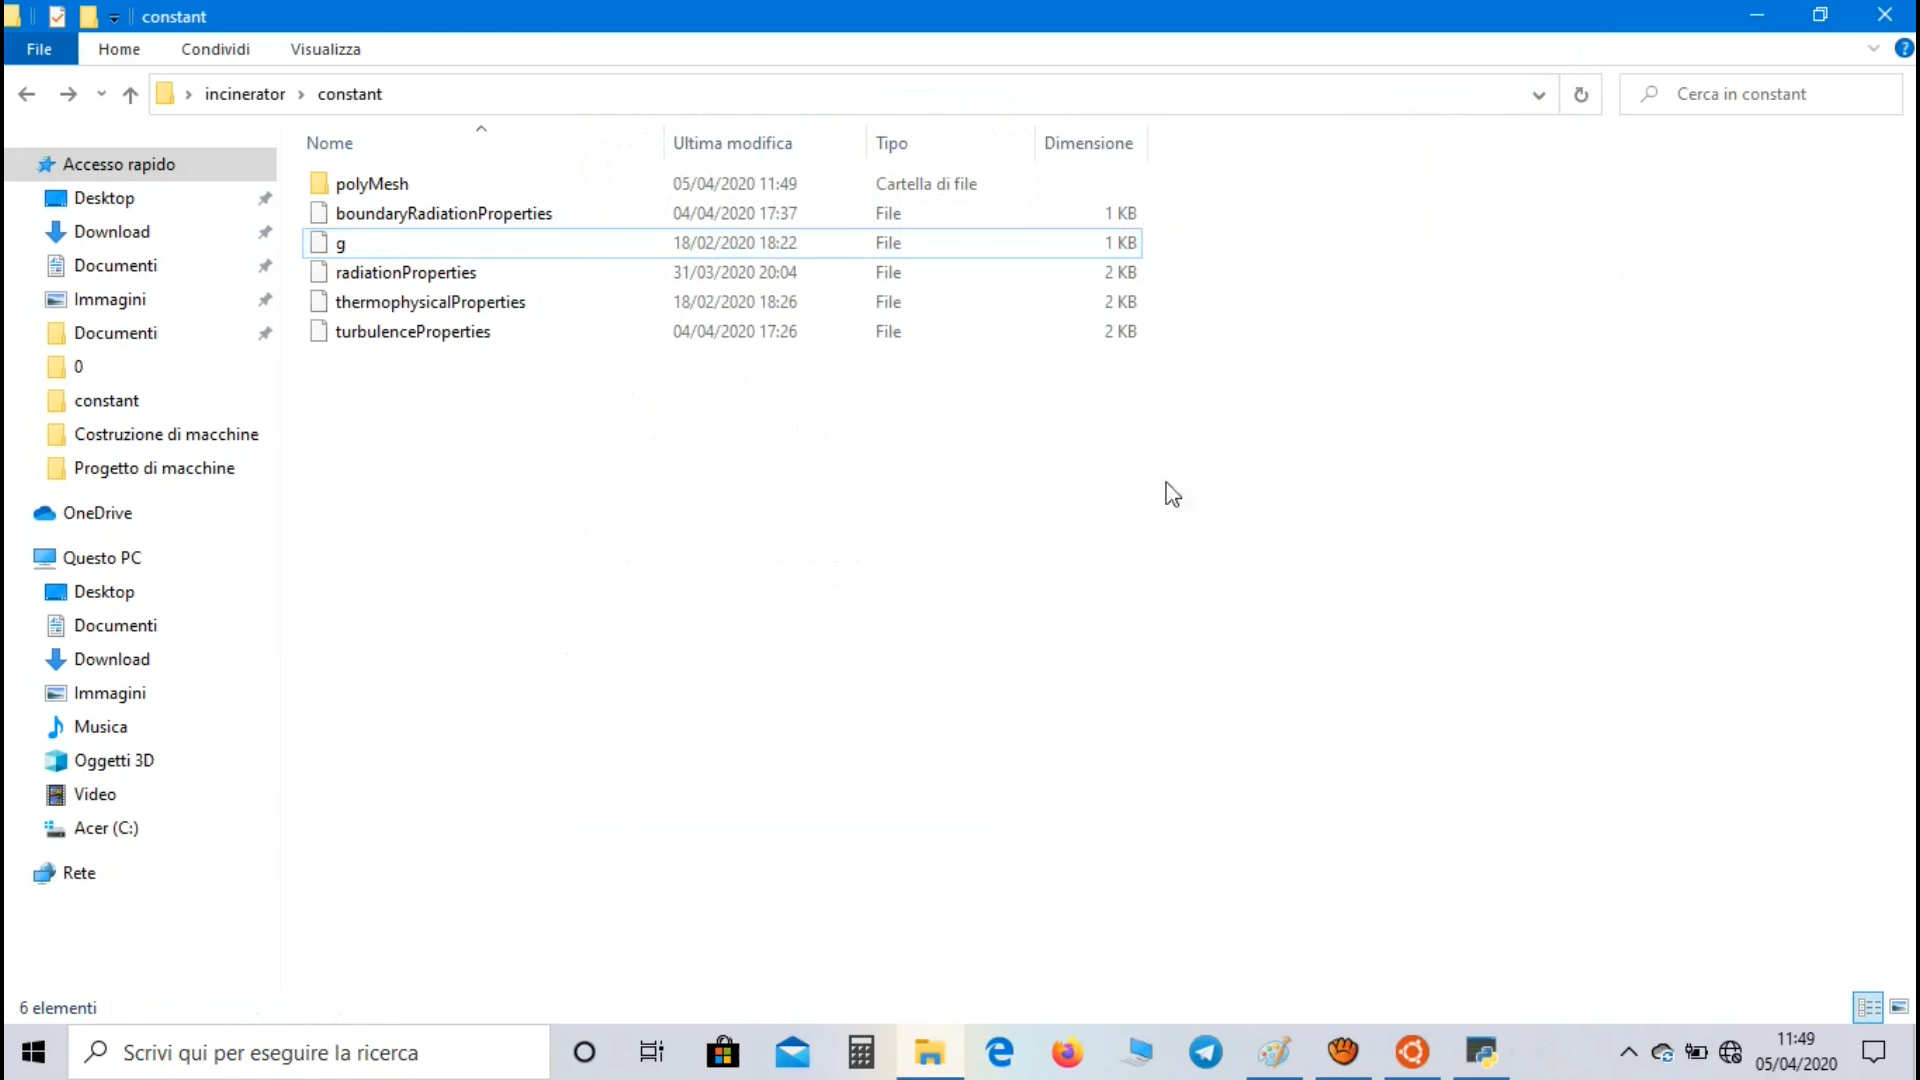 constant
File Home Condividi Visualizza
incinerator constant Cerca in constant
Nome Ultima modifica Tipo Dimensione
polyMesh 05/04/2020 11:49 Cartella di file
boundaryRadiationProperties 04/04/2020 17:37 File 1 KB
g 18/02/2020 18:22 File 1 KB
radiationProperties 31/03/2020 20:04 File 2 KB
thermophysicalProperties 18/02/2020 18:26 File 2 KB
turbulenceProperties 04/04/2020 17:26 File 2 KB
Accesso rapido
Desktop
Download
Documenti
Immagini
Documenti
0
constant
Costruzione di macchine
Progetto di macchine
OneDrive
Questo PC
Desktop
Documenti
Download
Immagini
Musica
Oggetti 3D
Video
Acer (C:)
Rete
6 elementi
Scrivi qui per eseguire la ricerca
11:49
05/04/2020